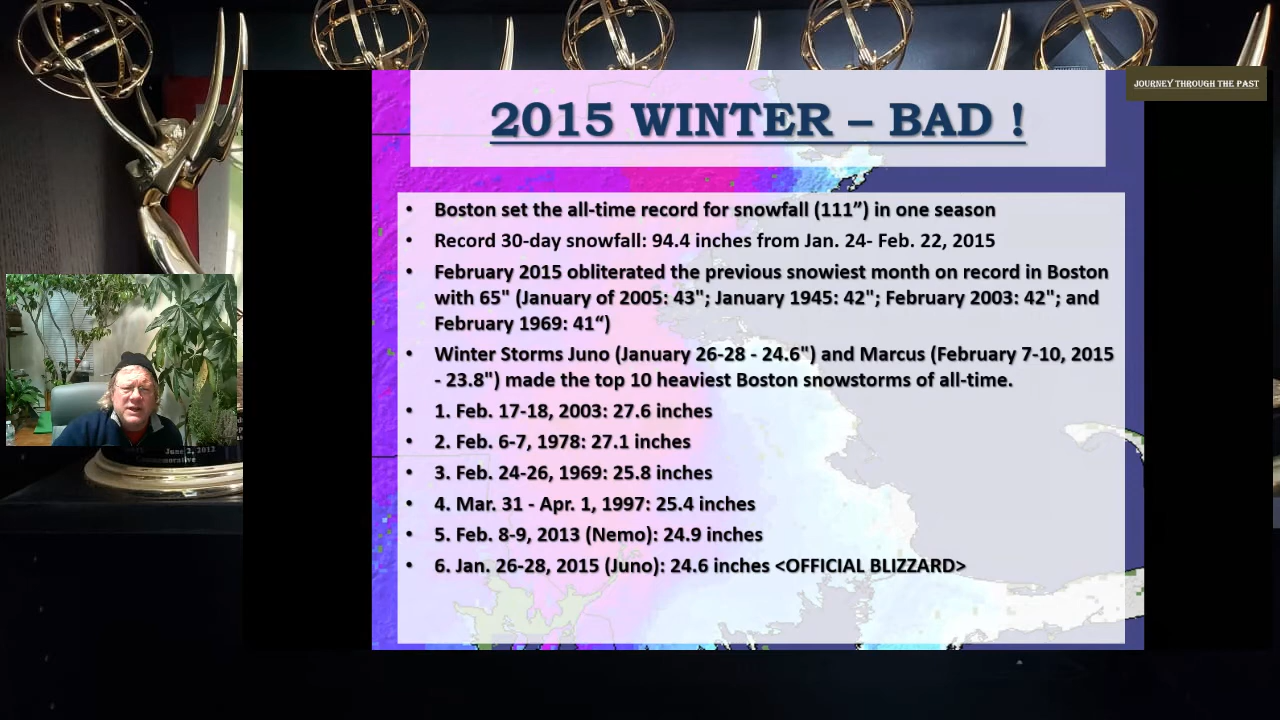 JOURNEY THROUGH THE PAST
2015 WINTER – BAD !
• Boston set the all-time record for snowfall (111”) in one season
• Record 30-day snowfall: 94.4 inches from Jan. 24- Feb. 22, 2015
• February 2015 obliterated the previous snowiest month on record in Boston
with 65" (January of 2005: 43"; January 1945: 42"; February 2003: 42"; and
February 1969: 41“)
• Winter Storms Juno (January 26-28 - 24.6") and Marcus (February 7-10, 2015
- 23.8") made the top 10 heaviest Boston snowstorms of all-time.
• 1. Feb. 17-18, 2003: 27.6 inches
• 2. Feb. 6-7, 1978: 27.1 inches
• 3. Feb. 24-26, 1969: 25.8 inches
• 4. Mar. 31 - Apr. 1, 1997: 25.4 inches
• 5. Feb. 8-9, 2013 (Nemo): 24.9 inches
• 6. Jan. 26-28, 2015 (Juno): 24.6 inches <OFFICIAL BLIZZARD>
June 2, 2012
Commemorative